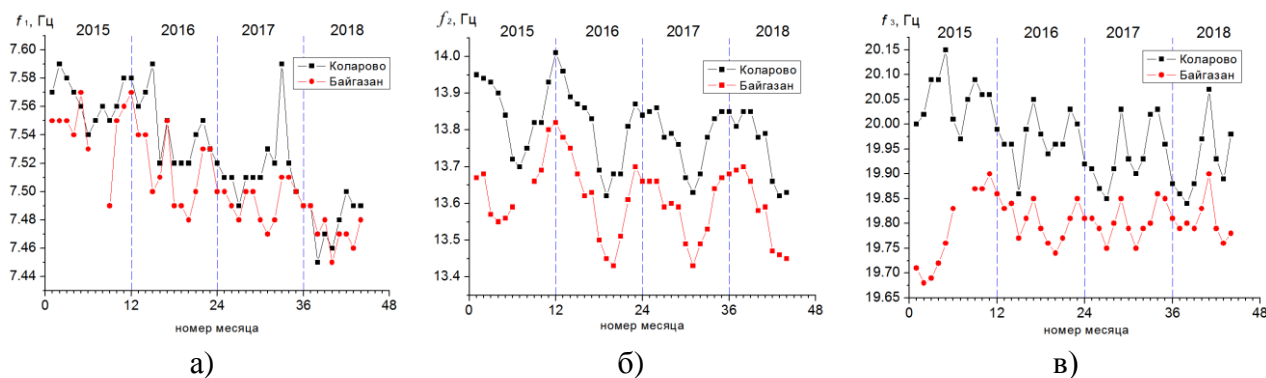 f₁, Гц
2015 2016 2017 2018
7.60
7.58
7.56
7.54
7.52
7.50
7.48
7.46
7.44
Коларово
Байгазан
0 12 24 36 48
номер месяца
а)
f₂, Гц
2015 2016 2017 2018
14.0
13.9
13.8
13.7
13.6
13.5
13.4
Коларово
Байгазан
0 12 24 36 48
номер месяца
б)
f₃, Гц
2015 2016 2017 2018
20.15
20.10
20.05
20.00
19.95
19.90
19.85
19.80
19.75
19.70
19.65
Коларово
Байгазан
0 12 24 36 48
номер месяца
в)